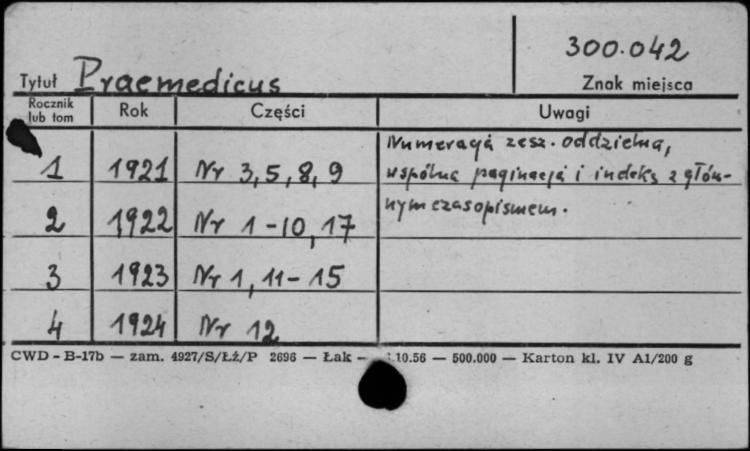 300.042
Tytuł Praemedicus Znak miejsca
Rocznik lub tom Rok Części Uwagi
1 1921 Nr 3, 5, 8, 9 Numeracja zesz. oddzielna,
wspólna paginacja i indeks z głów-
2 1922 Nr 1-10, 17 nym czasopismem.
3 1923 Nr 1, 11-15
4 1924 Nr 12
CWD - B-17b — zam. 4927/S/Łź/P 2696 — Łak - .10.56 — 500.000 — Karton kl. IV A1/200 g